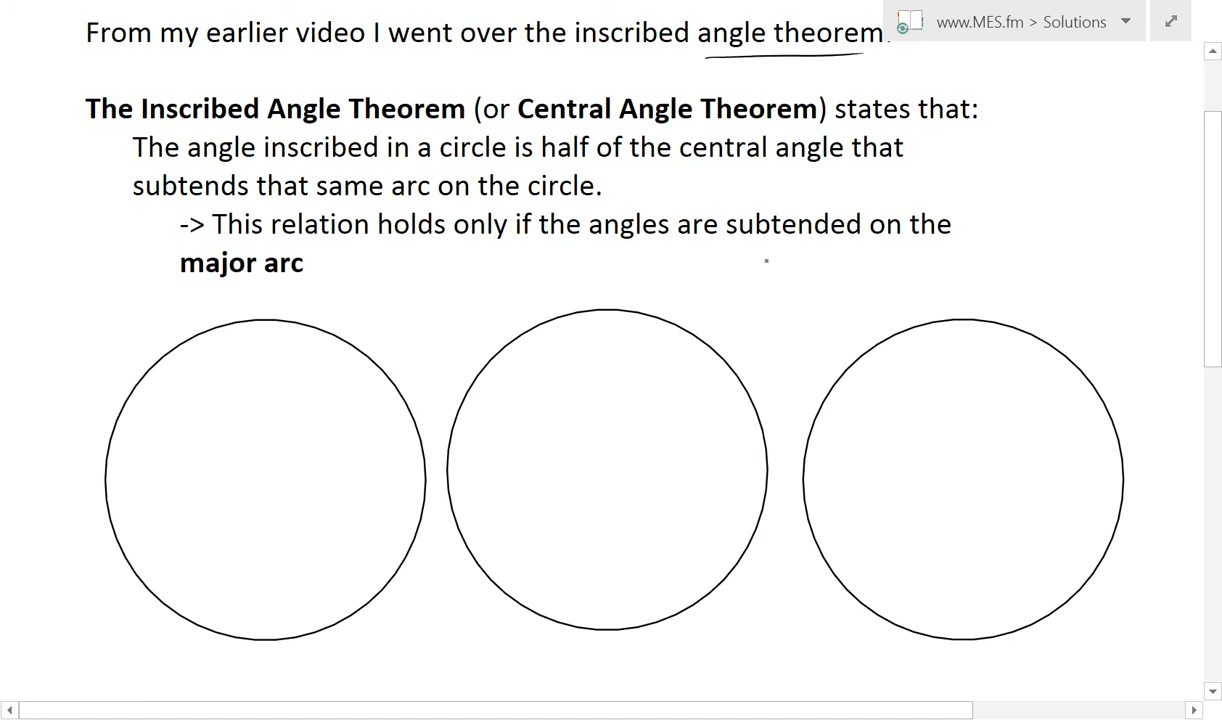 From my earlier video I went over the inscribed angle theorem.
www.MES.fm > Solutions
The Inscribed Angle Theorem (or Central Angle Theorem) states that:
The angle inscribed in a circle is half of the central angle that
subtends that same arc on the circle.
-> This relation holds only if the angles are subtended on the
major arc